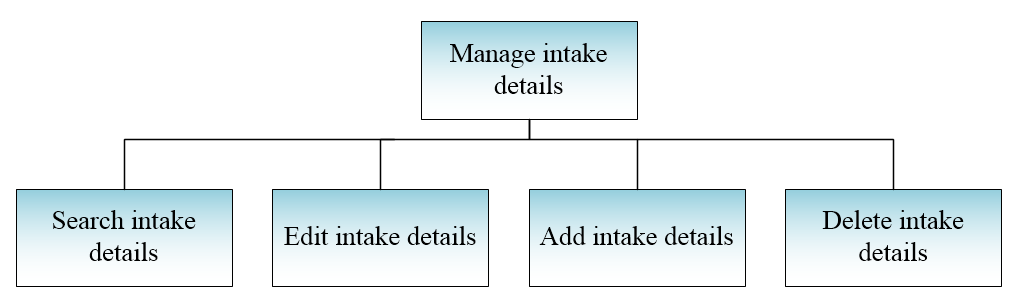 Manage intake
details
Search intake
details
Edit intake details
Add intake details
Delete intake
details